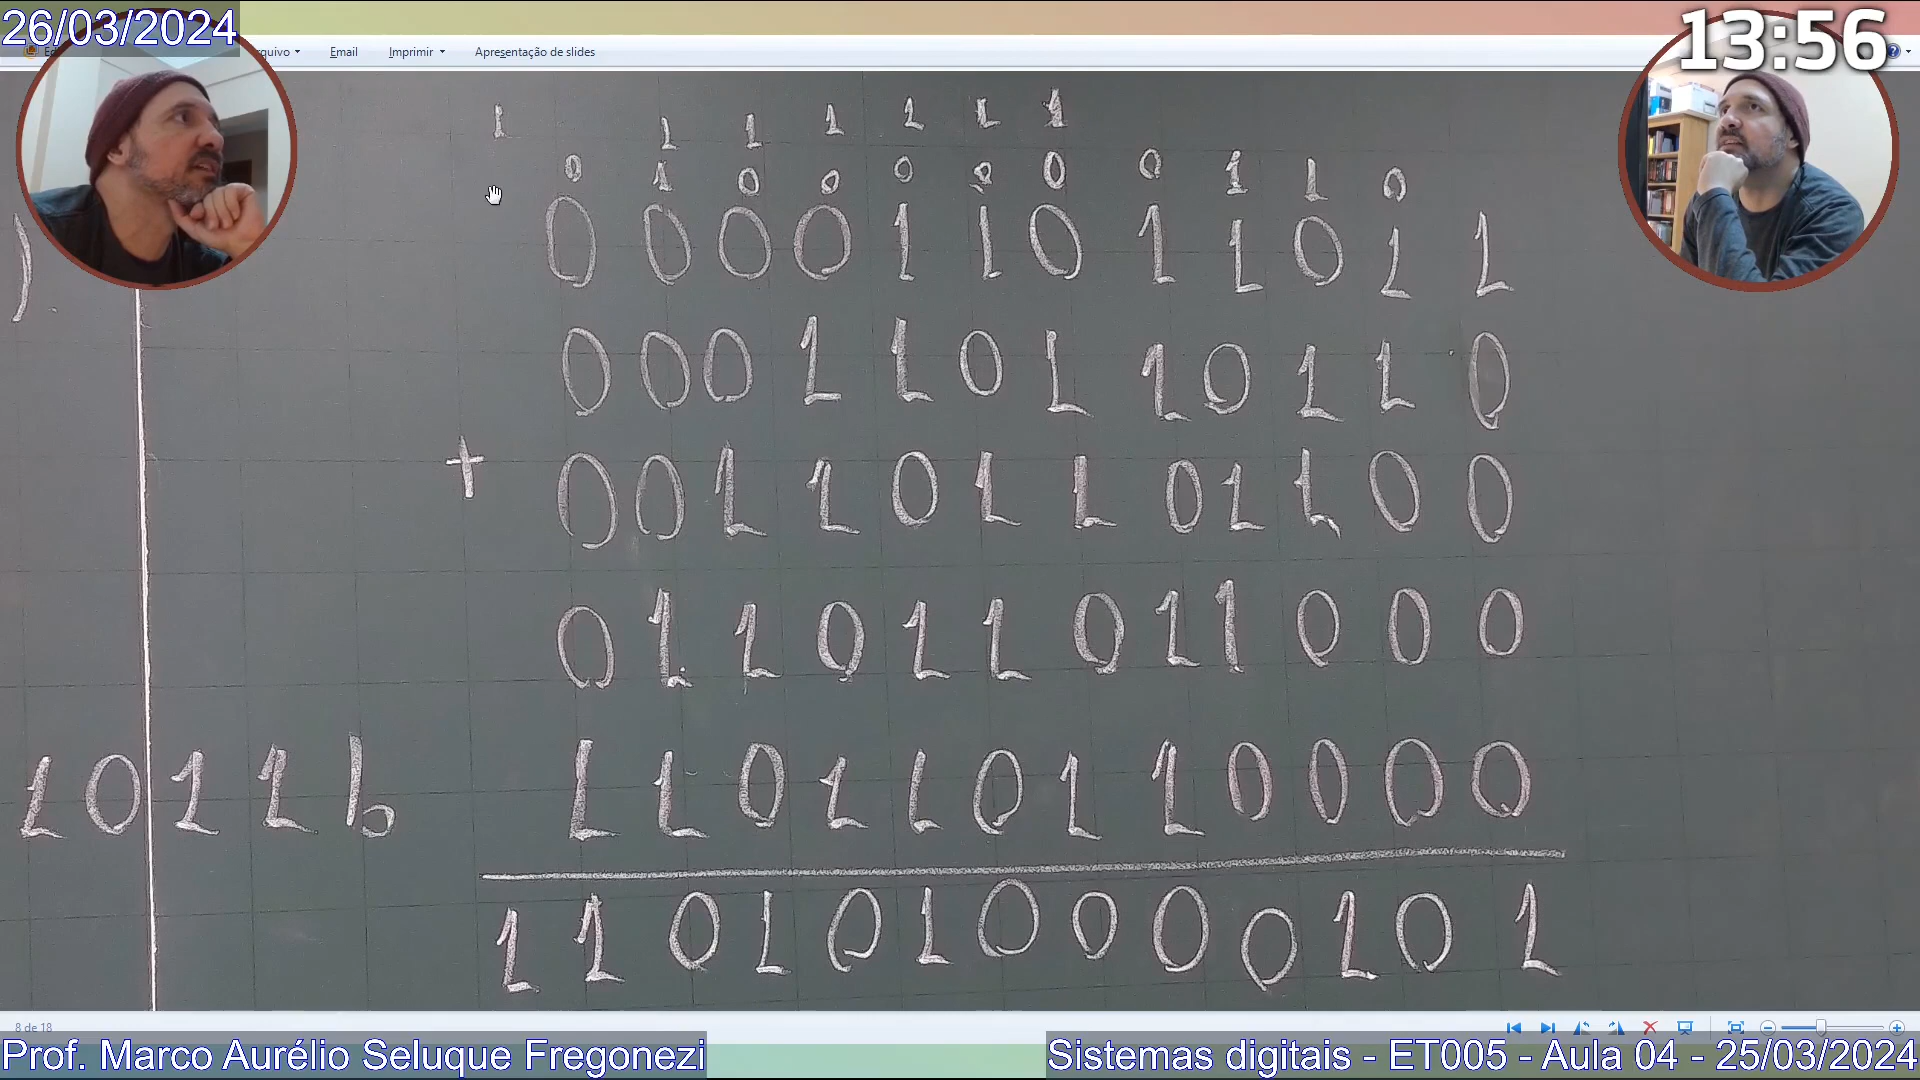 26/03/2024
13:56
quivo Email Imprimir Apresentação de slides
1 1 1 1 1 1 1
0 1 0 0 0 0 0 0 1 1 0
0 0 0 0 1 1 0 1 1 0 1 1
0 0 0 1 1 0 1 1 0 1 1 0
+ 0 0 1 1 0 1 1 0 1 1 0 0
0 1 1 0 1 1 0 1 1 0 0 0
1 0 1 1 b 1 1 0 1 1 0 1 1 0 0 0 0
1 1 0 1 0 1 0 0 0 0 1 0 1
8 de 18
Prof. Marco Aurélio Seluque Fregonezi
Sistemas digitais - ET005 - Aula 04 - 25/03/2024